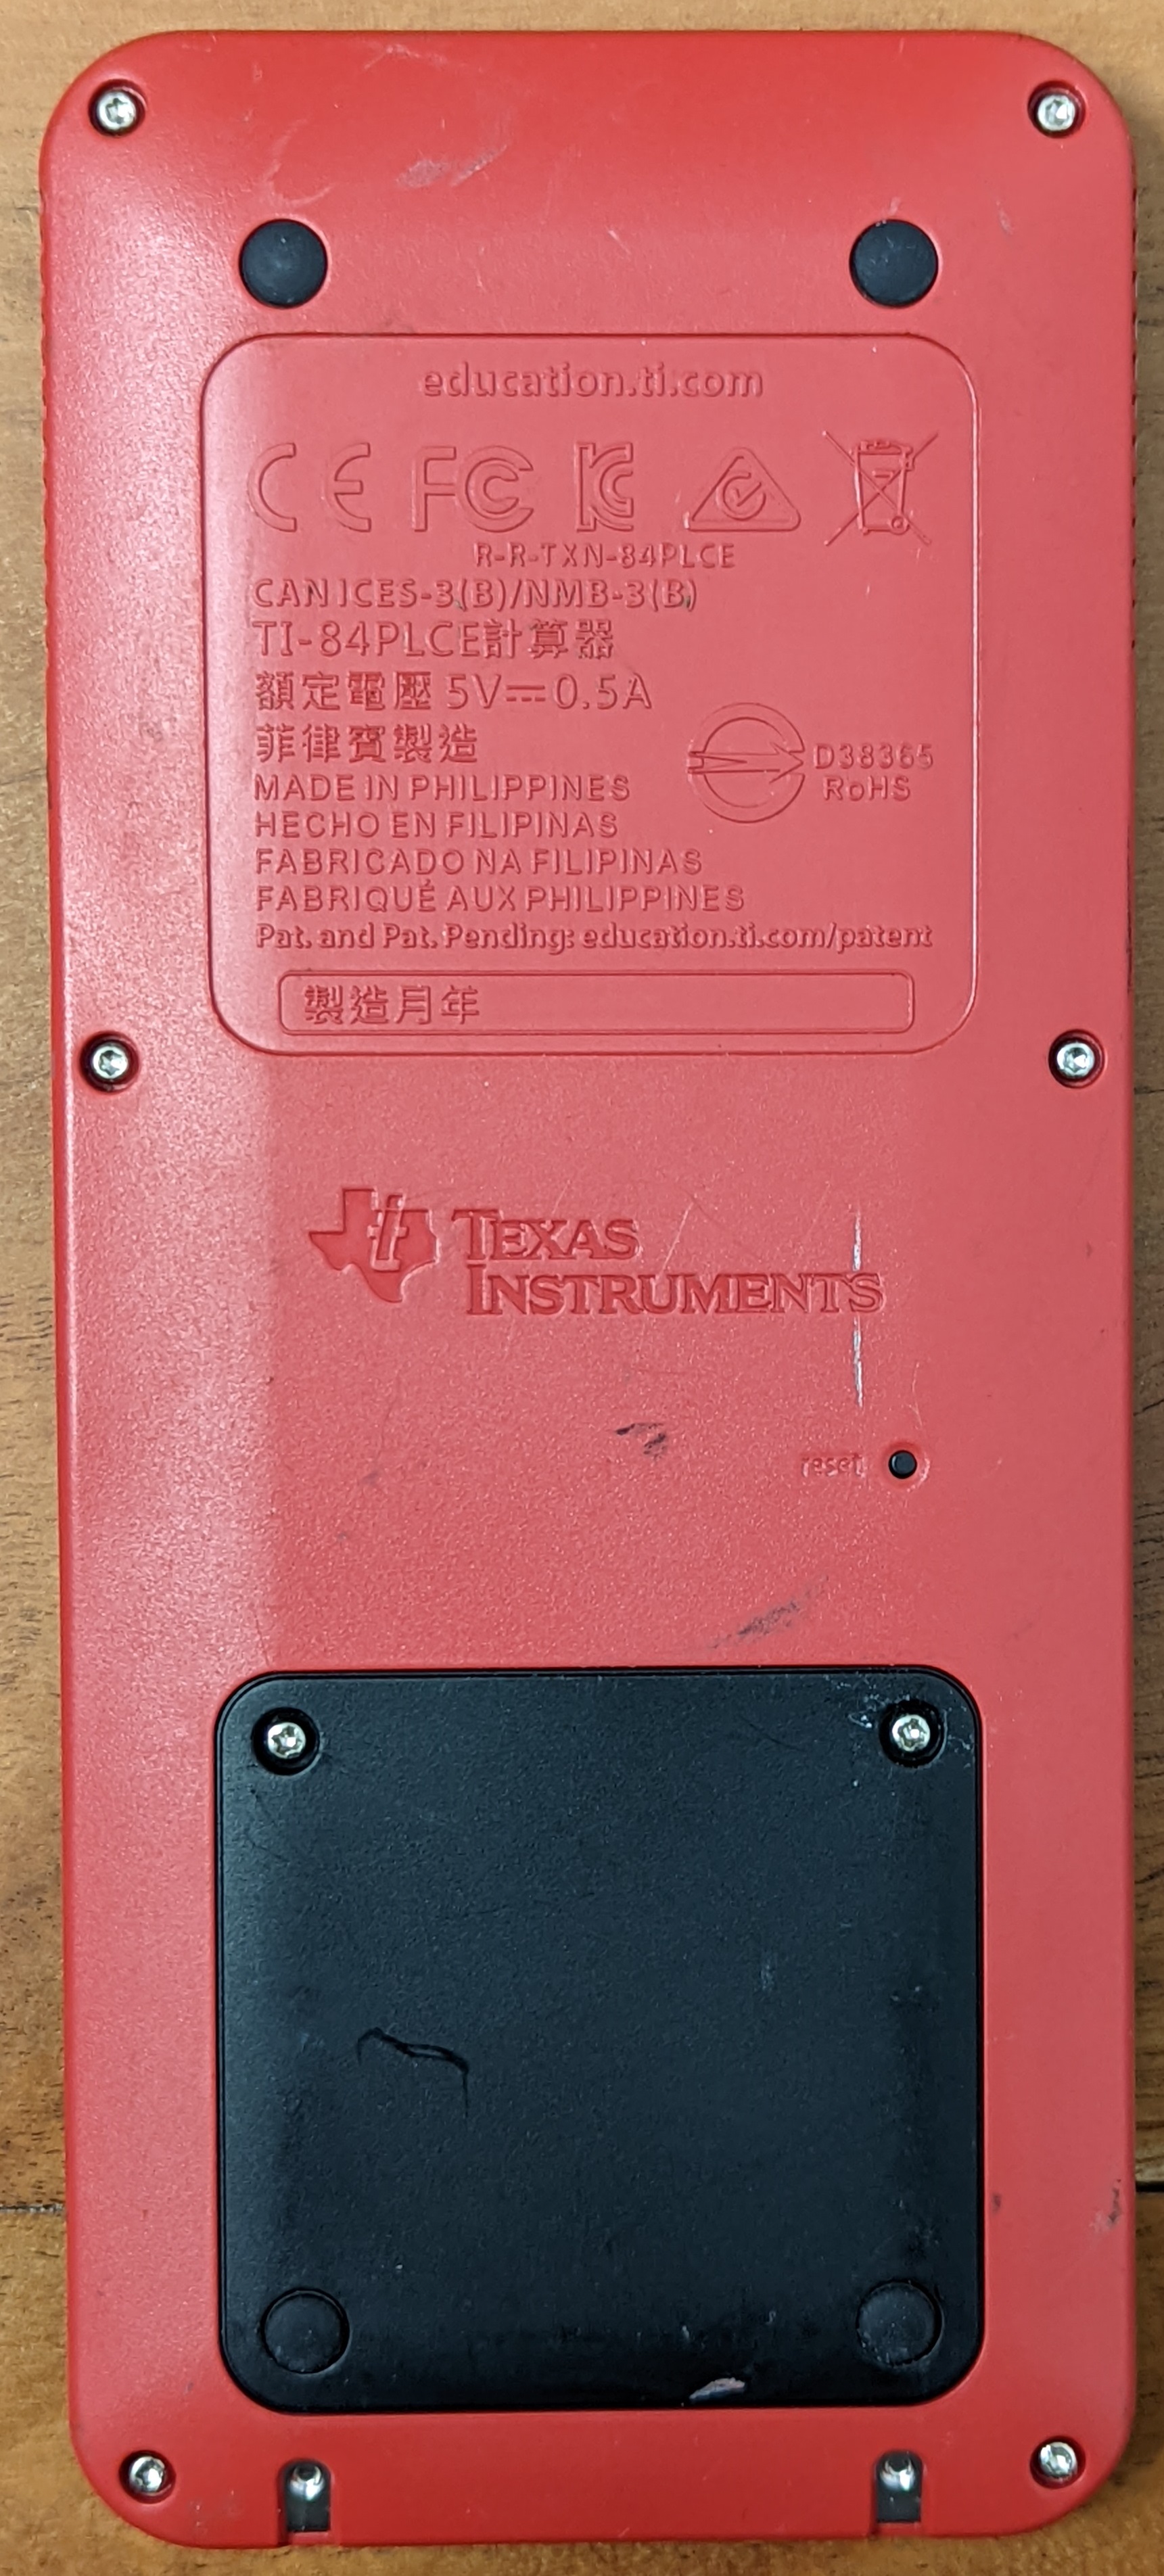 education.ti.com
CE FC
R-R-TXN-84PLCE
CAN ICES-3(B)/NMB-3(B)
TI-84PLCE計算器
額定電壓 5V⎓0.5A
菲律賓製造
D38365
RoHS
MADE IN PHILIPPINES
HECHO EN FILIPINAS
FABRICADO NA FILIPINAS
FABRIQUÉ AUX PHILIPPINES
Pat. and Pat. Pending: education.ti.com/patent
製造月年
TEXAS
INSTRUMENTS
reset